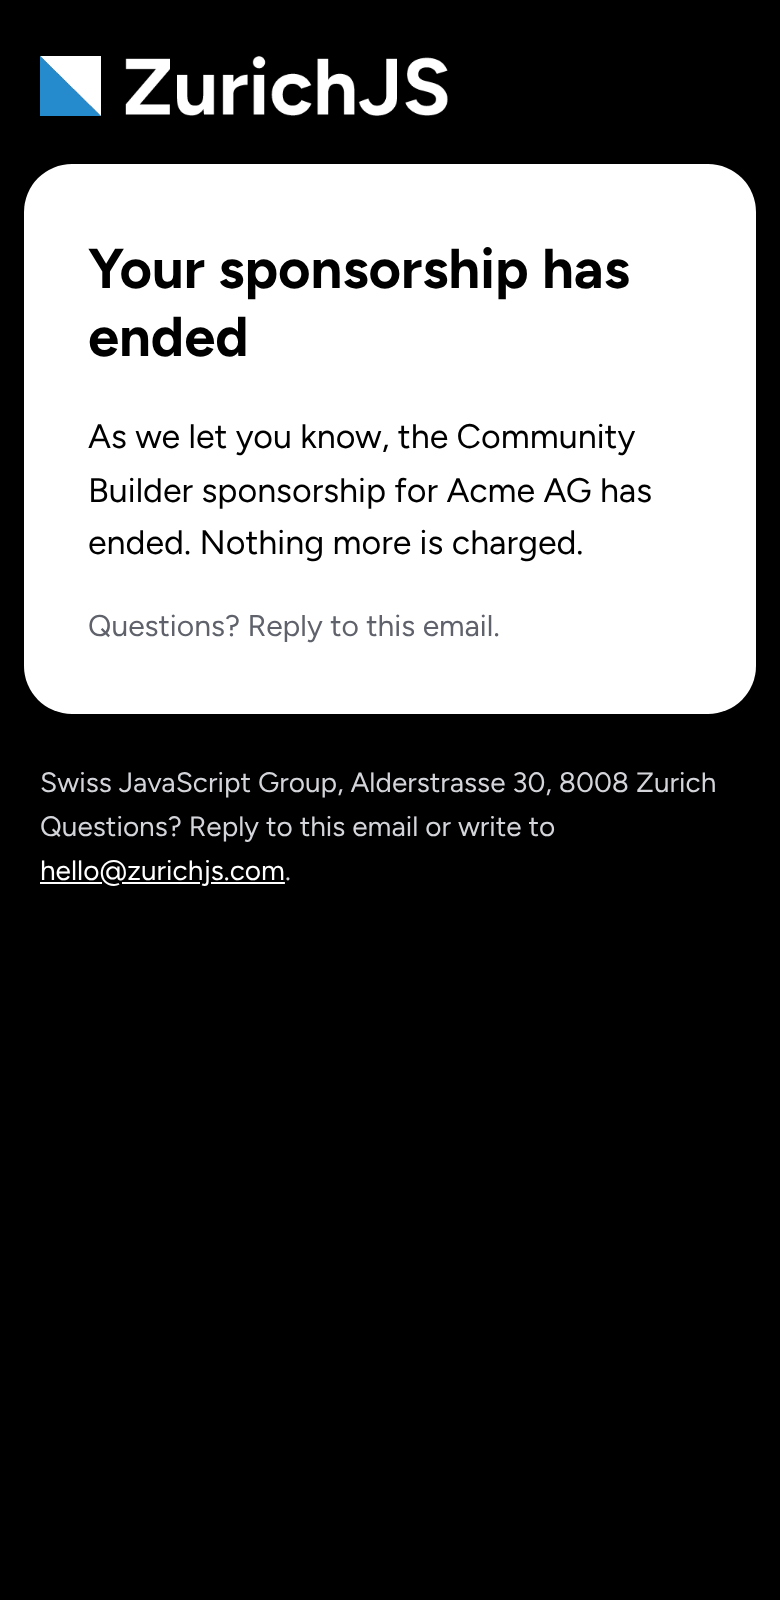 ZurichJS
Your sponsorship has
ended
As we let you know, the Community
Builder sponsorship for Acme AG has
ended. Nothing more is charged.
Questions? Reply to this email.
Swiss JavaScript Group, Alderstrasse 30, 8008 Zurich
Questions? Reply to this email or write to
hello@zurichjs.com.